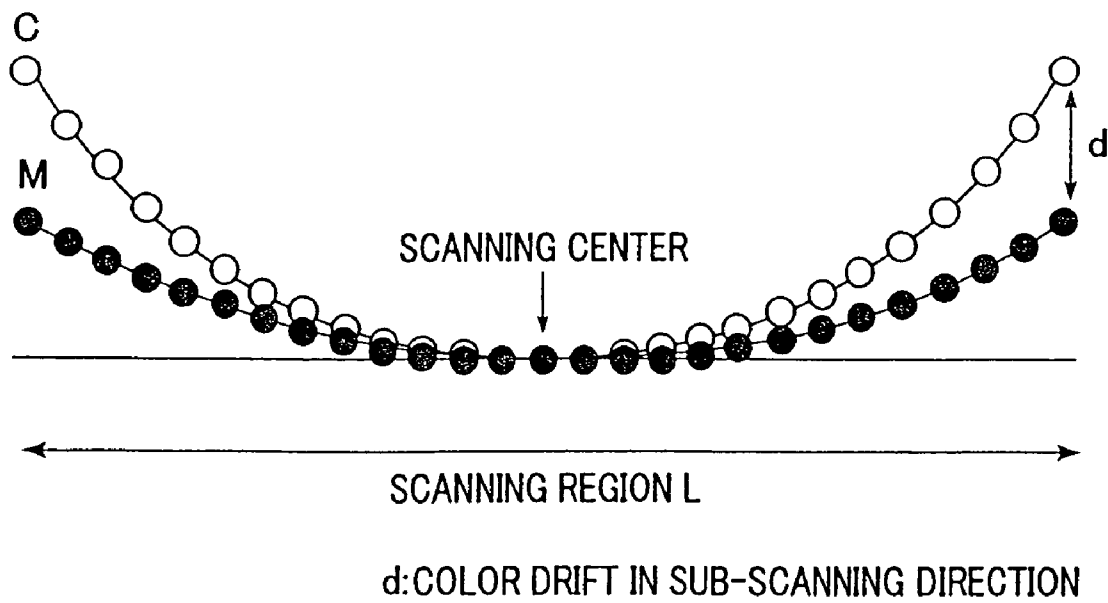 C
M
d
SCANNING CENTER
SCANNING REGION L
d:COLOR DRIFT IN SUB-SCANNING DIRECTION